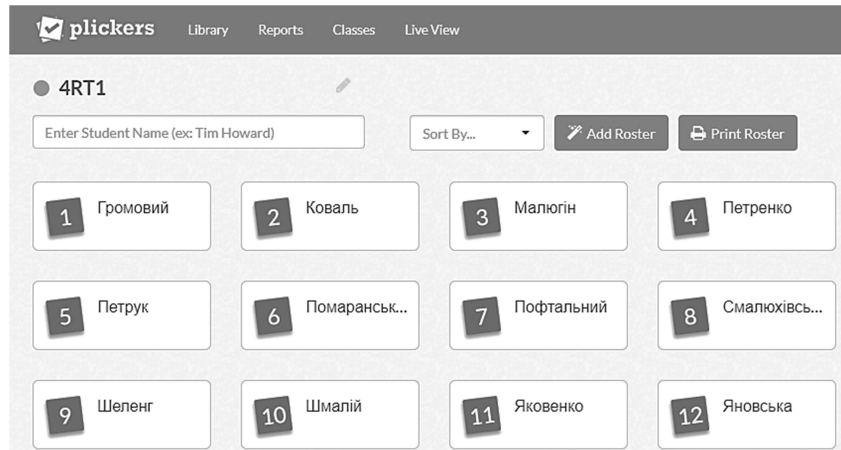 plickers Library Reports Classes Live View
4RT1
Enter Student Name (ex: Tim Howard) Sort By... Add Roster Print Roster
1 Громовий 2 Коваль 3 Малюгін 4 Петренко
5 Петрук 6 Помаранськ... 7 Пофтальний 8 Смалюхівсь...
9 Шеленг 10 Шмалій 11 Яковенко 12 Яновська